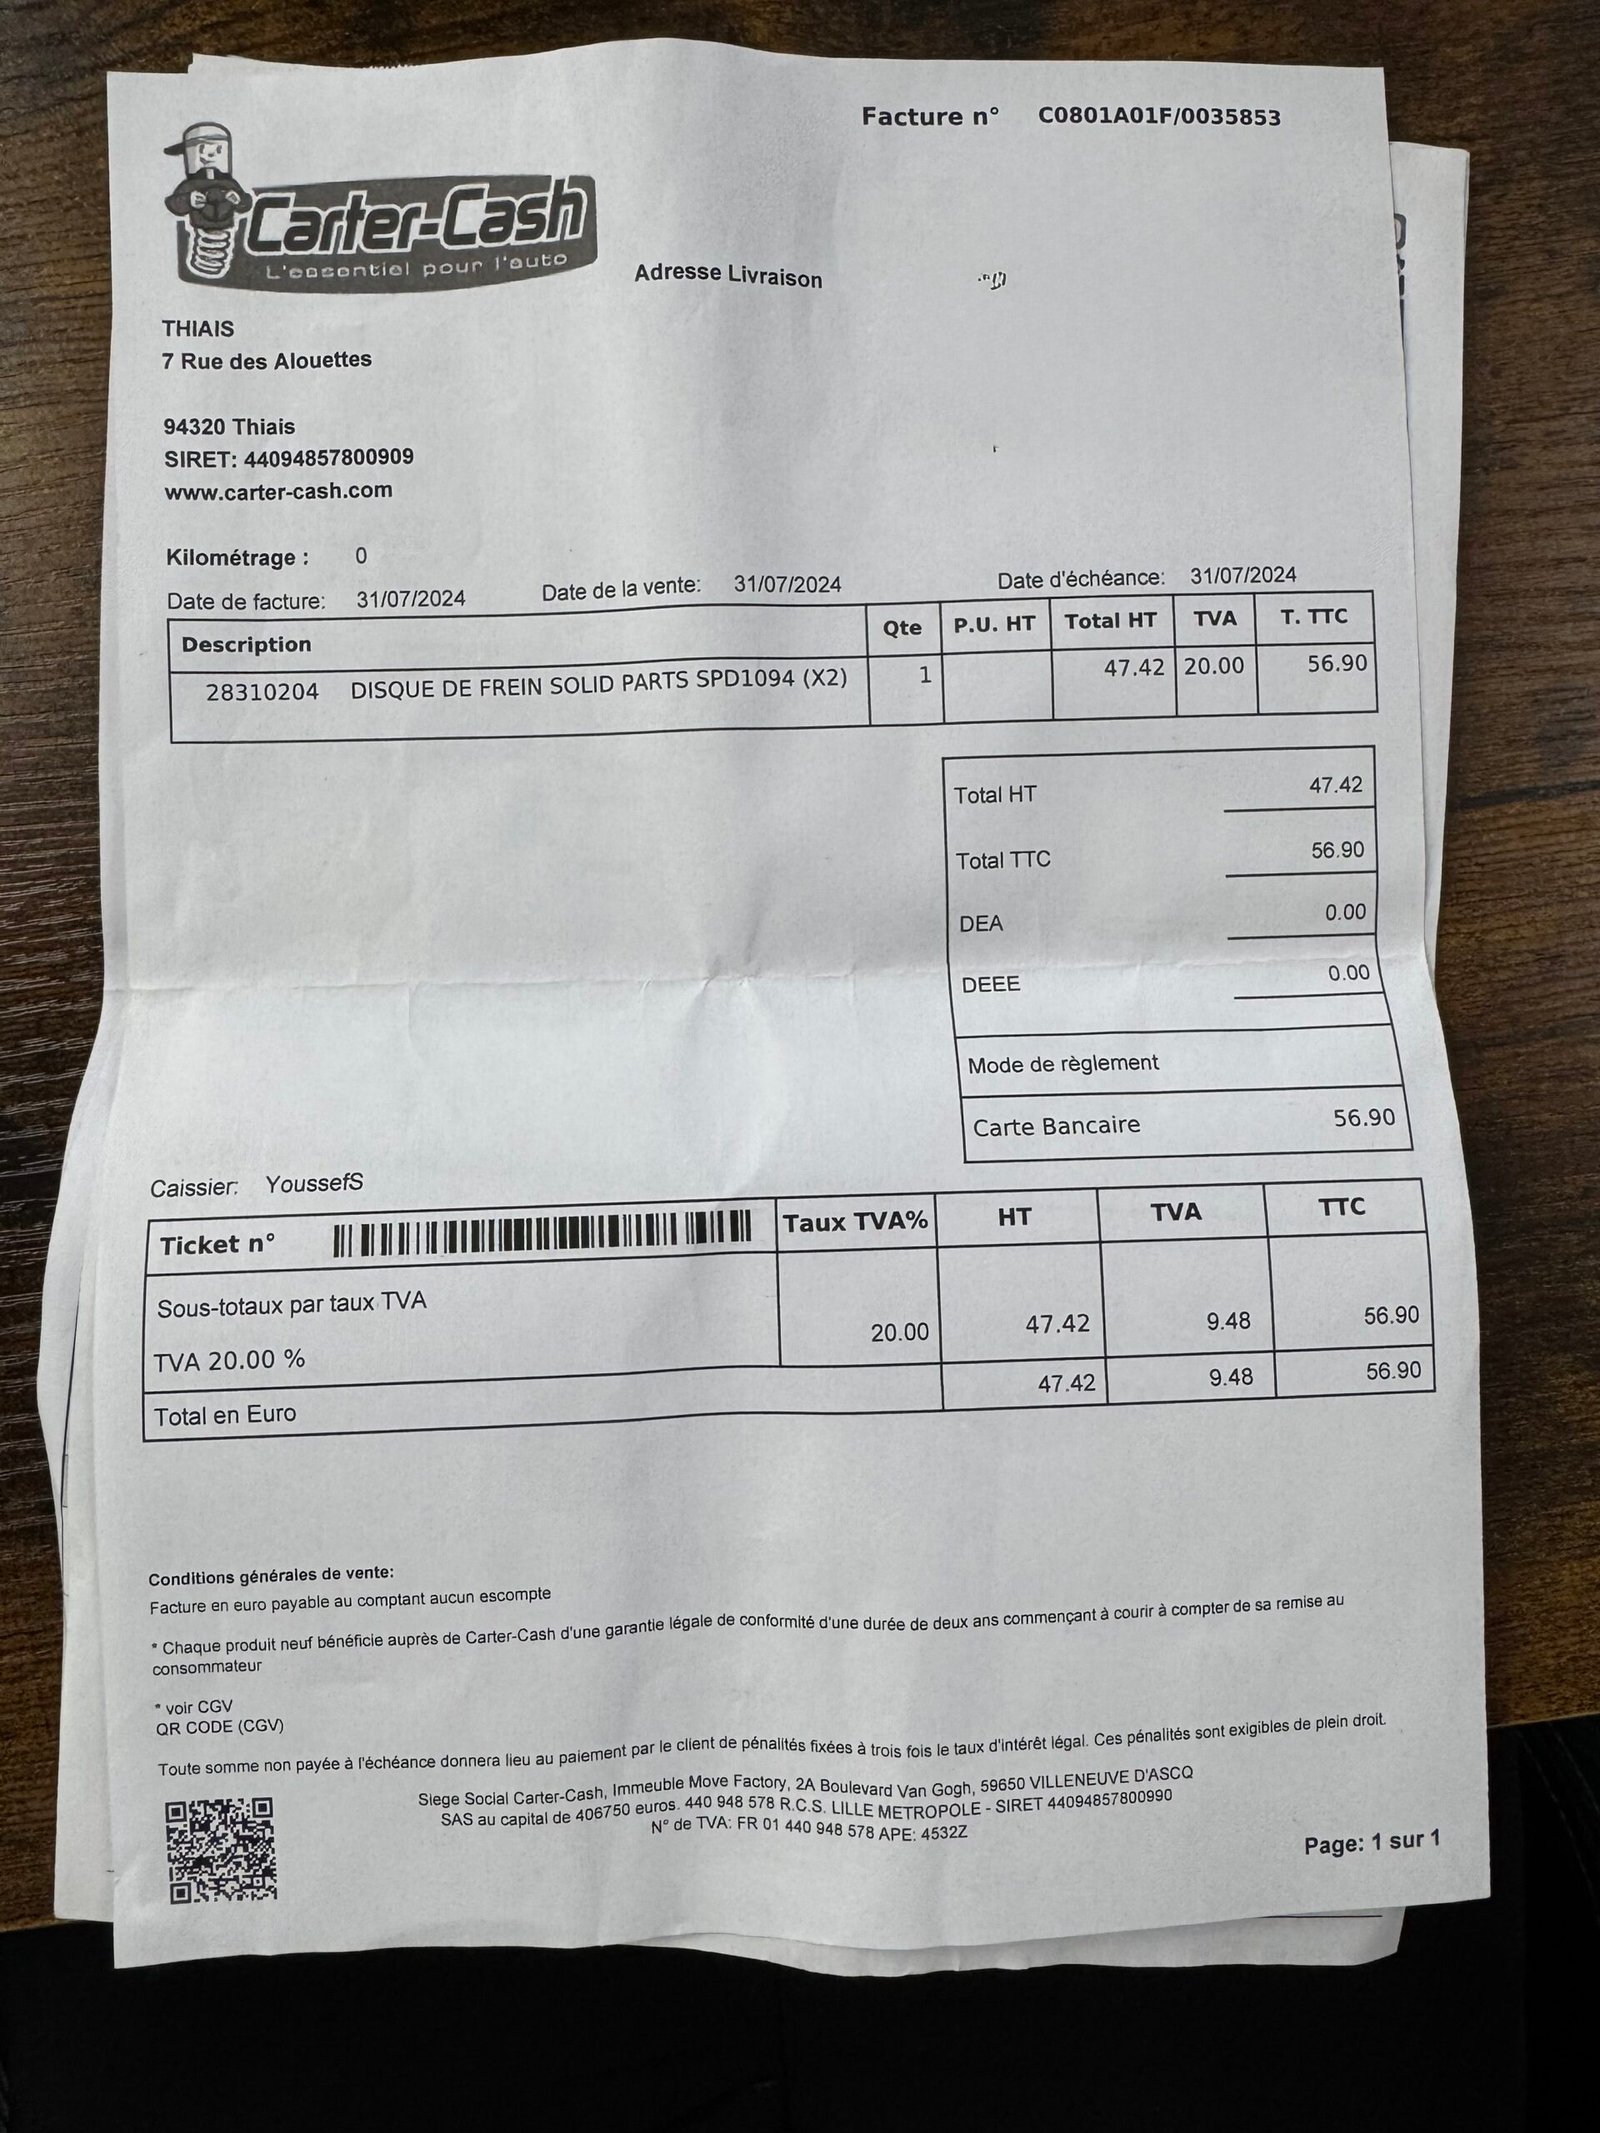 Facture n° C0801A01F/0035853
Carter-Cash
L'essentiel pour l'auto
Adresse Livraison
THIAIS
7 Rue des Alouettes
94320 Thiais
SIRET: 44094857800909
www.carter-cash.com
Kilométrage : 0
Date de facture: 31/07/2024 Date de la vente: 31/07/2024 Date d'échéance: 31/07/2024
Description Qte P.U. HT Total HT TVA T. TTC
28310204 DISQUE DE FREIN SOLID PARTS SPD1094 (X2) 1 47.42 20.00 56.90
Total HT 47.42
Total TTC 56.90
DEA 0.00
DEEE 0.00
Mode de règlement
Carte Bancaire 56.90
Caissier: YoussefS
Ticket n° Taux TVA% HT TVA TTC
Sous-totaux par taux TVA
TVA 20.00 % 20.00 47.42 9.48 56.90
Total en Euro 47.42 9.48 56.90
Conditions générales de vente:
Facture en euro payable au comptant aucun escompte
* Chaque produit neuf bénéficie auprès de Carter-Cash d'une garantie légale de conformité d'une durée de deux ans commençant à courir à compter de sa remise au
consommateur
* voir CGV
QR CODE (CGV)
Toute somme non payée à l'échéance donnera lieu au paiement par le client de pénalités fixées à trois fois le taux d'intérêt légal. Ces pénalités sont exigibles de plein droit.
Siege Social Carter-Cash, Immeuble Move Factory, 2A Boulevard Van Gogh, 59650 VILLENEUVE D'ASCQ
SAS au capital de 406750 euros. 440 948 578 R.C.S. LILLE METROPOLE - SIRET 44094857800990
N° de TVA: FR 01 440 948 578 APE: 4532Z
Page: 1 sur 1